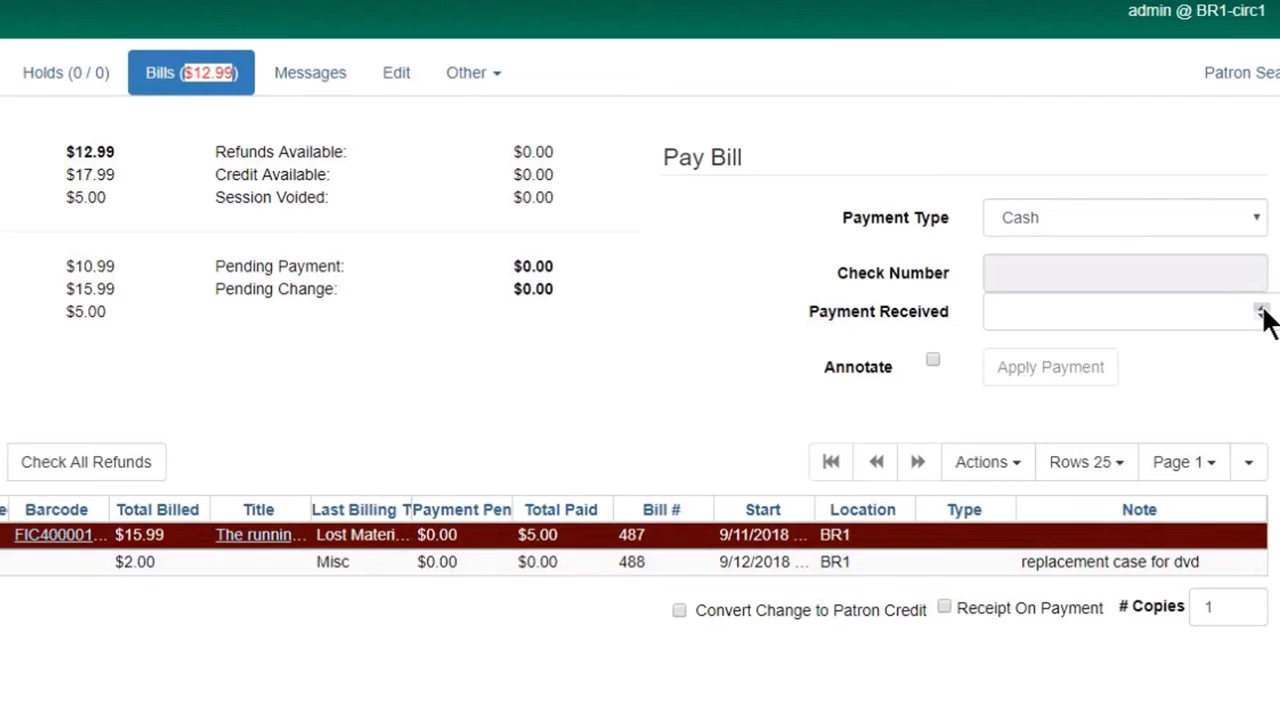 admin @ BR1-circ1
Holds (0 / 0) Bills ($12.99) Messages Edit Other Patron Sea
$12.99 Refunds Available: $0.00
$17.99 Credit Available: $0.00
$5.00 Session Voided: $0.00
$10.99 Pending Payment: $0.00
$15.99 Pending Change: $0.00
$5.00
Pay Bill
Payment Type Cash
Check Number
Payment Received
Annotate Apply Payment
Check All Refunds Actions Rows 25 Page 1
Barcode Total Billed Title Last Billing T Payment Pen Total Paid Bill # Start Location Type Note
FIC400001... $15.99 The runnin... Lost Materi... $0.00 $5.00 487 9/11/2018 ... BR1
$2.00 Misc $0.00 $0.00 488 9/12/2018 ... BR1 replacement case for dvd
Convert Change to Patron Credit Receipt On Payment # Copies 1